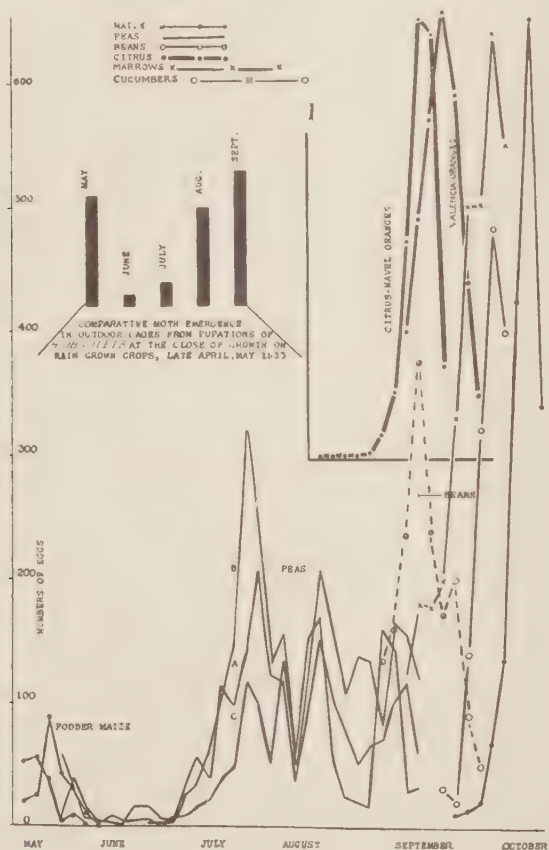 MAIZE
PEAS
BEANS
CITRUS
MARROWS
CUCUMBERS
600
500
400
300
200
100
0
NUMBERS OF EGGS
MAY
JUNE
JULY
AUG.
SEPT.
COMPARATIVE MOTH EMERGENCE
IN OUTDOOR CAGES FROM PUPATIONS OF
AT THE CLOSE OF GROWTH ON
RAIN GROWN CROPS, LATE APRIL, MAY 1933
CITRUS-NAVEL ORANGES
VALENCIA ORANGES
BEANS
PEAS
B
A
C
FODDER MAIZE
MAY
JUNE
JULY
AUGUST
SEPTEMBER
OCTOBER